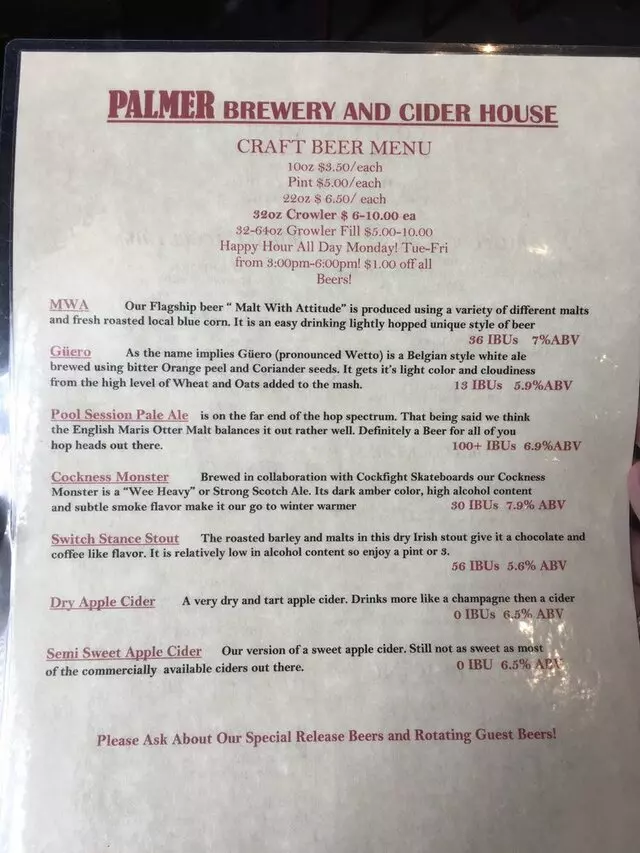 PALMER BREWERY AND CIDER HOUSE
CRAFT BEER MENU
10oz $3.50/each
Pint $5.00/each
22oz $ 6.50/ each
32oz Crowler $ 6-10.00 ea
32-64oz Growler Fill $5.00-10.00
Happy Hour All Day Monday! Tue-Fri
from 3:00pm-6:00pm! $1.00 off all
Beers!
MWA Our Flagship beer “ Malt With Attitude” is produced using a variety of different malts
and fresh roasted local blue corn. It is an easy drinking lightly hopped unique style of beer
36 IBUs 7%ABV
Güero As the name implies Güero (pronounced Wetto) is a Belgian style white ale
brewed using bitter Orange peel and Coriander seeds. It gets it's light color and cloudiness
from the high level of Wheat and Oats added to the mash. 13 IBUs 5.9%ABV
Pool Session Pale Ale is on the far end of the hop spectrum. That being said we think
the English Maris Otter Malt balances it out rather well. Definitely a Beer for all of you
hop heads out there. 100+ IBUs 6.9%ABV
Cockness Monster Brewed in collaboration with Cockfight Skateboards our Cockness
Monster is a “Wee Heavy” or Strong Scotch Ale. Its dark amber color, high alcohol content
and subtle smoke flavor make it our go to winter warmer 30 IBUs 7.9% ABV
Switch Stance Stout The roasted barley and malts in this dry Irish stout give it a chocolate and
coffee like flavor. It is relatively low in alcohol content so enjoy a pint or 3.
56 IBUs 5.6% ABV
Dry Apple Cider A very dry and tart apple cider. Drinks more like a champagne then a cider
0 IBUs 6.5% ABV
Semi Sweet Apple Cider Our version of a sweet apple cider. Still not as sweet as most
of the commercially available ciders out there. 0 IBU 6.5% ABV
Please Ask About Our Special Release Beers and Rotating Guest Beers!